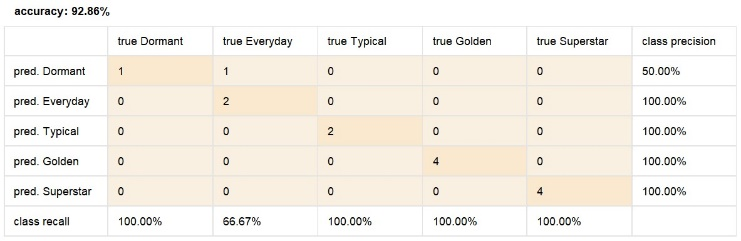 accuracy: 92.86%
true Dormant true Everyday true Typical true Golden true Superstar class precision
pred. Dormant 1 1 0 0 0 50.00%
pred. Everyday 0 2 0 0 0 100.00%
pred. Typical 0 0 2 0 0 100.00%
pred. Golden 0 0 0 4 0 100.00%
pred. Superstar 0 0 0 0 4 100.00%
class recall 100.00% 66.67% 100.00% 100.00% 100.00%